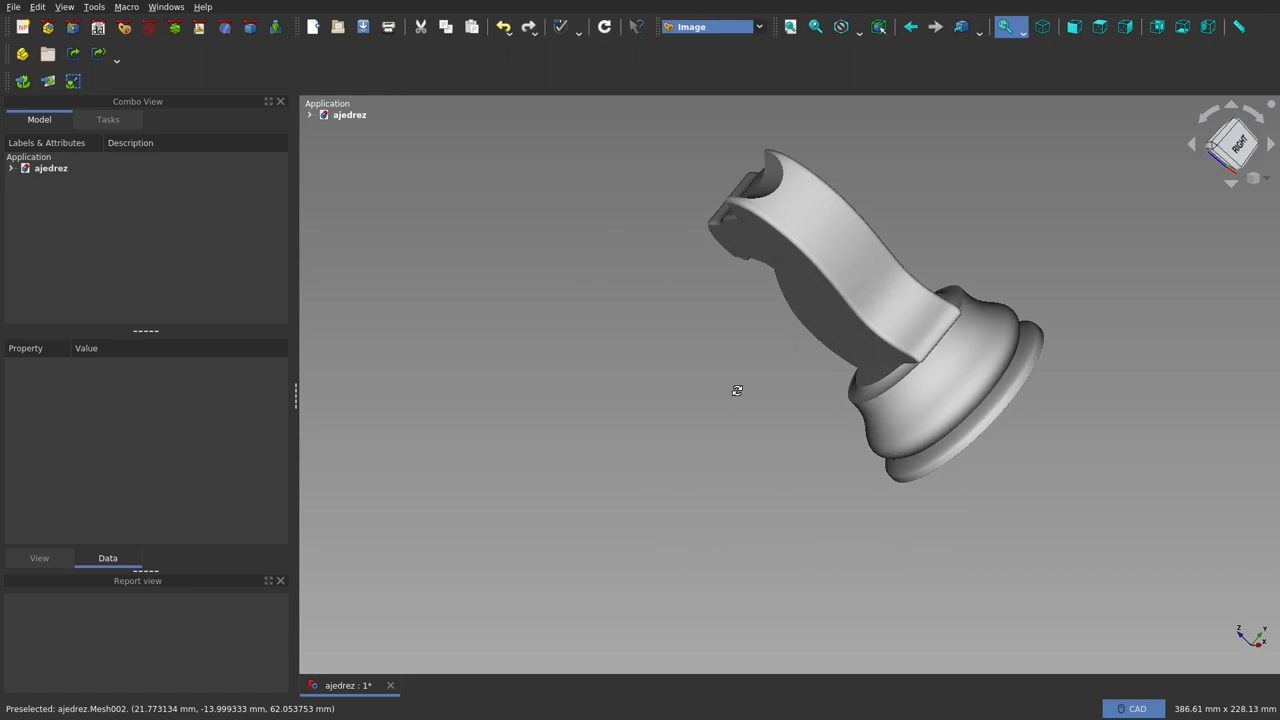 File Edit View Tools Macro Windows Help
Image
Combo View
Model Tasks
Labels & Attributes Description
Application
ajedrez
Property Value
View Data
Report view
Application
ajedrez
RIGHT
Z Y X
ajedrez : 1*
Preselected: ajedrez.Mesh002. (21.773134 mm, -13.999333 mm, 62.053753 mm) CAD 386.61 mm x 228.13 mm